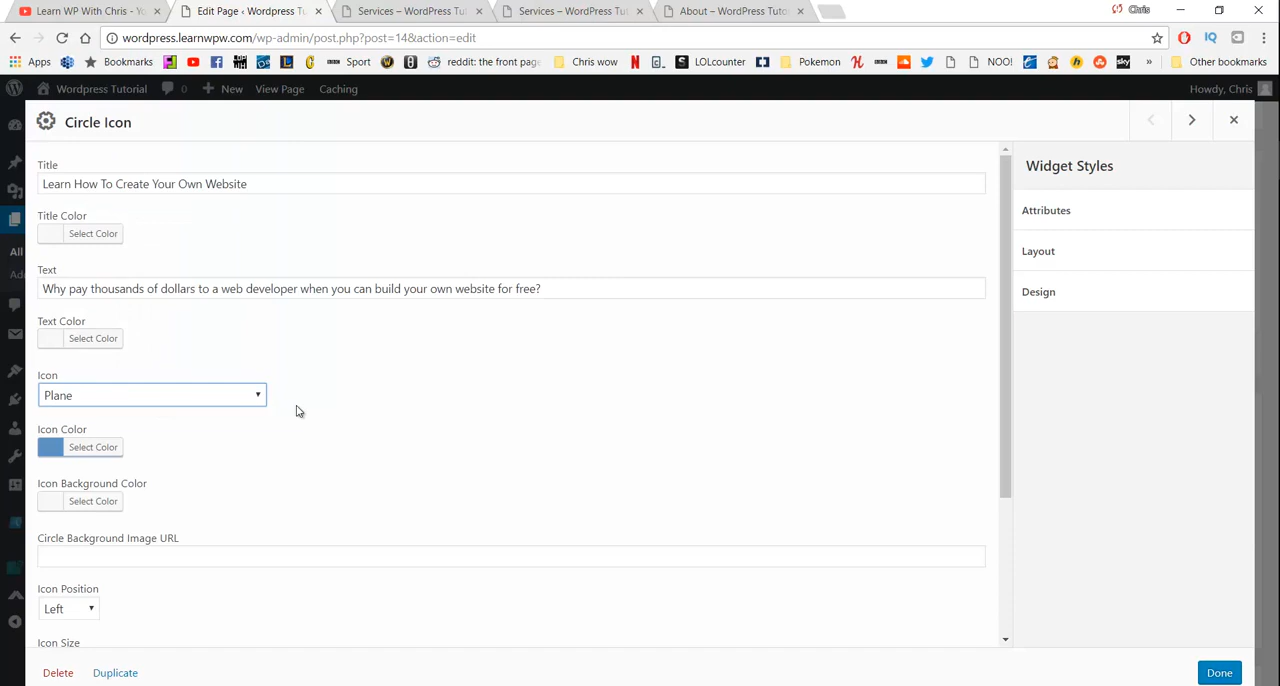 Learn WP With Chris - Yo
Edit Page ‹ Wordpress Tu
Services – WordPress Tut
Services – WordPress Tut
About – WordPress Tuto
Chris
wordpress.learnwpw.com/wp-admin/post.php?post=14&action=edit
Apps
Bookmarks
Sport
reddit: the front page
Chris wow
LOLcounter
Pokemon
NOO!
sky
»
Other bookmarks
Wordpress Tutorial
0
New
View Page
Caching
Howdy, Chris
Circle Icon
All
Title
Learn How To Create Your Own Website
Title Color
Select Color
Text
Why pay thousands of dollars to a web developer when you can build your own website for free?
Text Color
Select Color
Icon
Plane
Icon Color
Select Color
Icon Background Color
Select Color
Circle Background Image URL
Icon Position
Left
Icon Size
Widget Styles
Attributes
Layout
Design
Delete
Duplicate
Done